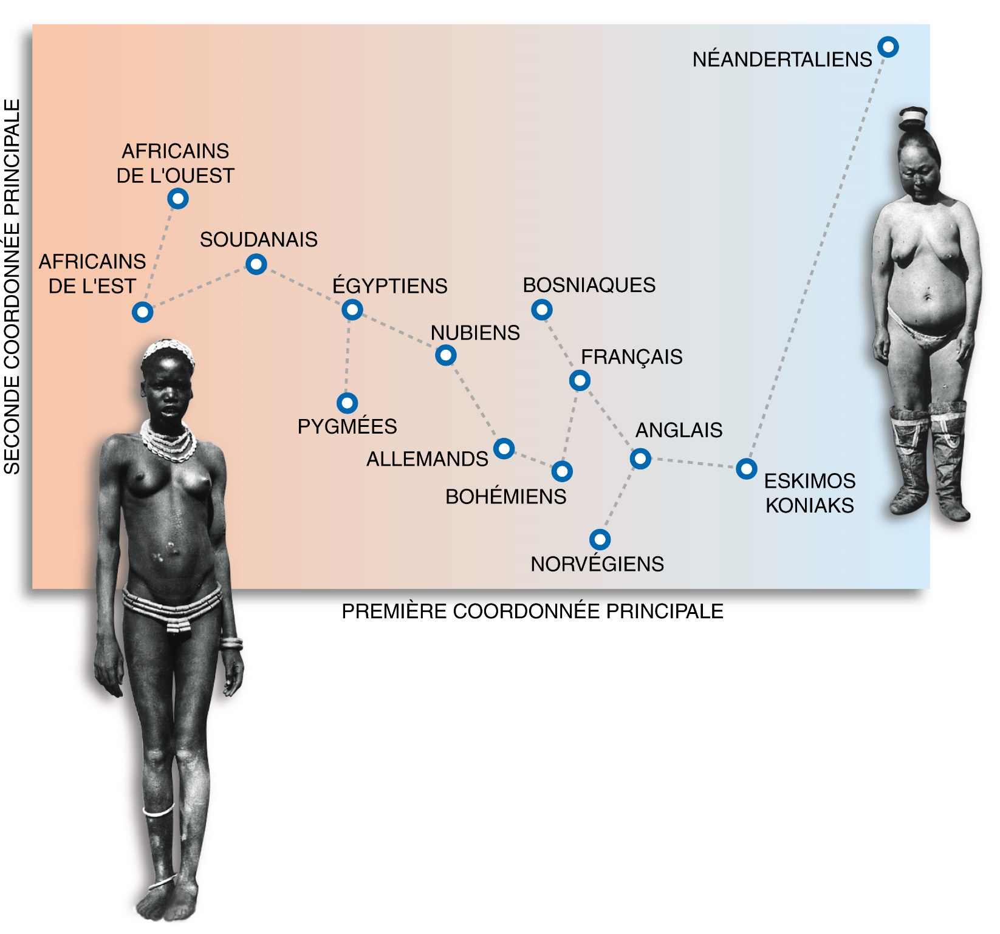 NÉANDERTALIENS
AFRICAINS
DE L'OUEST
SOUDANAIS
AFRICAINS
DE L'EST
ÉGYPTIENS
BOSNIAQUES
NUBIENS
FRANÇAIS
PYGMÉES
ANGLAIS
ALLEMANDS
ESKIMOS
KONIAKS
BOHÉMIENS
NORVÉGIENS
SECONDE COORDONNÉE PRINCIPALE
PREMIÈRE COORDONNÉE PRINCIPALE